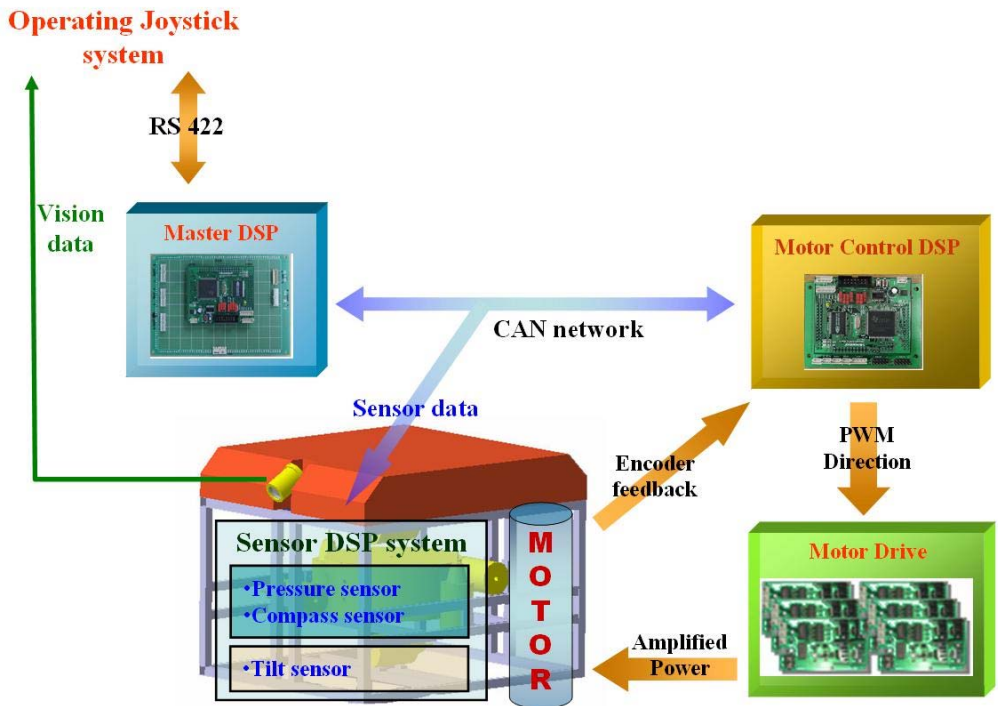 Operating Joystick
system
RS 422
Vision
data
Master DSP
Motor Control DSP
CAN network
Sensor data
Encoder
feedback
PWM
Direction
Sensor DSP system
•Pressure sensor
•Compass sensor
•Tilt sensor
MOTOR
Motor Drive
Amplified
Power